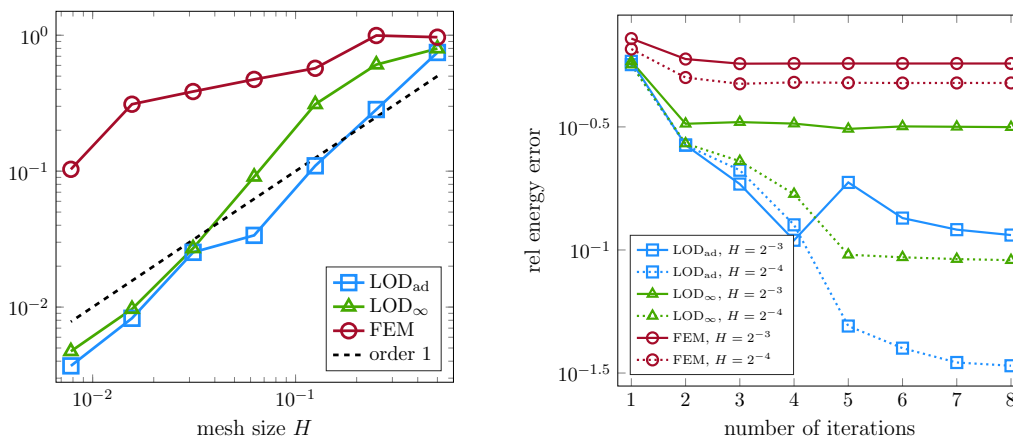 10^0
10^−1
10^−2
10^−2
10^−1
mesh size H
LOD_ad
LOD_∞
FEM
order 1
rel energy error
10^−0.5
10^−1
10^−1.5
1 2 3 4 5 6 7 8
number of iterations
LOD_ad, H = 2^−3
LOD_ad, H = 2^−4
LOD_∞, H = 2^−3
LOD_∞, H = 2^−4
FEM, H = 2^−3
FEM, H = 2^−4